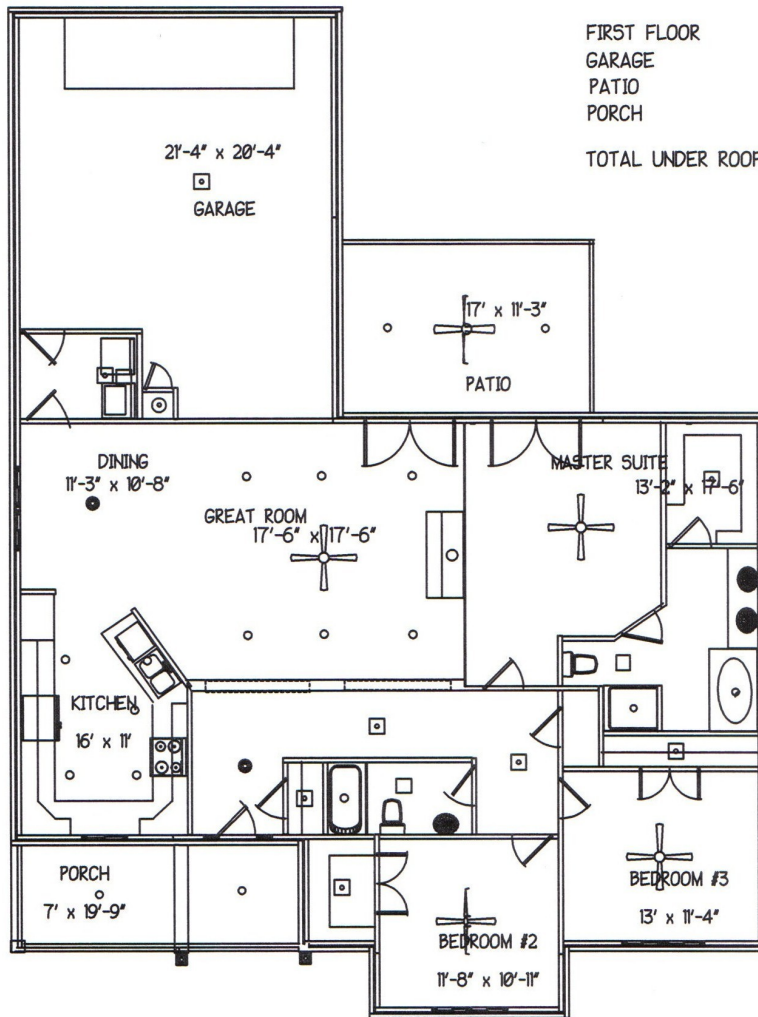 FIRST FLOOR
GARAGE
PATIO
PORCH
TOTAL UNDER ROOF
21'-4" x 20'-4"
GARAGE
17' x 11'-3"
PATIO
DINING
11'-3" x 10'-8"
GREAT ROOM
17'-6" x 17'-6"
MASTER SUITE
13'-2" x 17'-6"
KITCHEN
16' x 11'
PORCH
7' x 19'-9"
BEDROOM #2
11'-8" x 10'-11"
BEDROOM #3
13' x 11'-4"